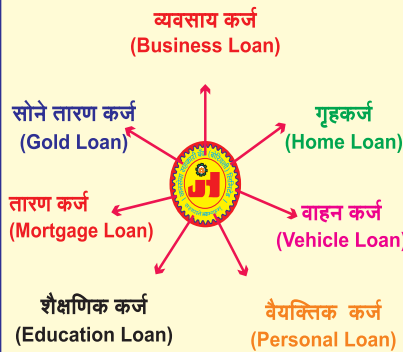 व्यवसाय कर्ज
(Business Loan)
सोने तारण कर्ज
(Gold Loan)
गृहकर्ज
(Home Loan)
तारण कर्ज
(Mortgage Loan)
वाहन कर्ज
(Vehicle Loan)
शैक्षणिक कर्ज
(Education Loan)
वैयक्तिक कर्ज
(Personal Loan)